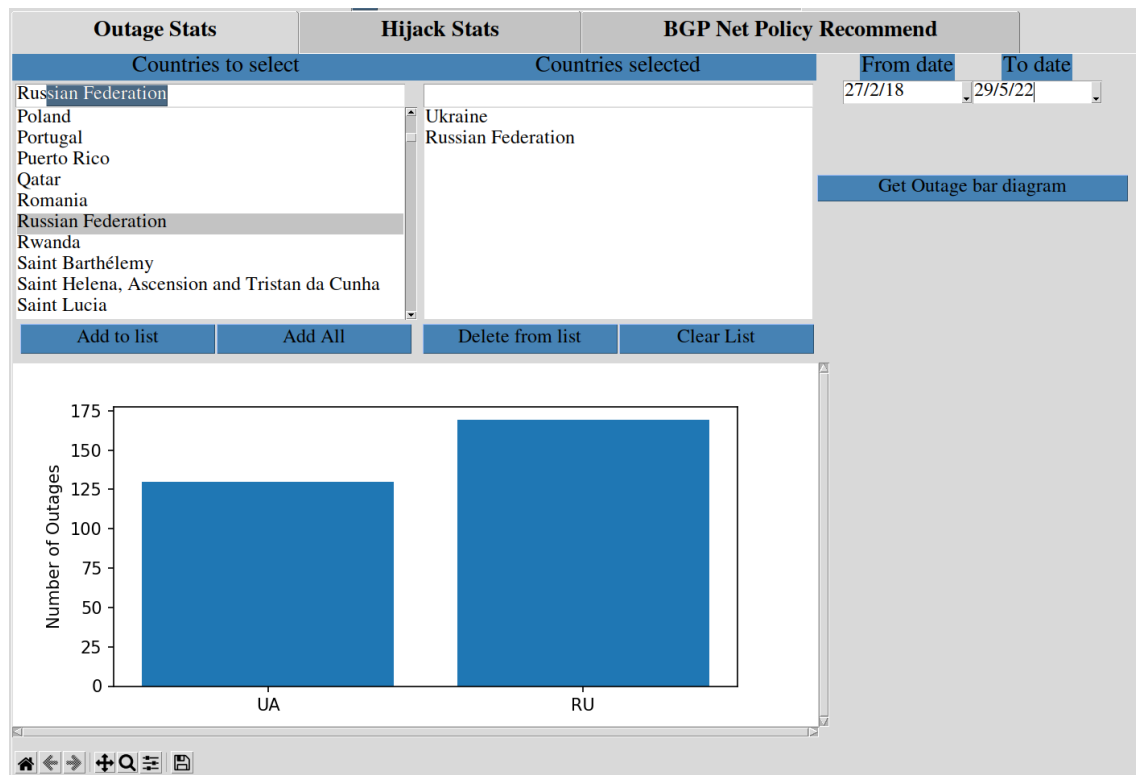 Outage Stats
Hijack Stats
BGP Net Policy Recommend
Countries to select
Countries selected
From date
To date
Russian Federation
27/2/18
29/5/22
Poland
Portugal
Puerto Rico
Qatar
Romania
Russian Federation
Rwanda
Saint Barthélemy
Saint Helena, Ascension and Tristan da Cunha
Saint Lucia
Ukraine
Russian Federation
Get Outage bar diagram
Add to list
Add All
Delete from list
Clear List
Number of Outages
175
150
125
100
75
50
25
0
UA
RU